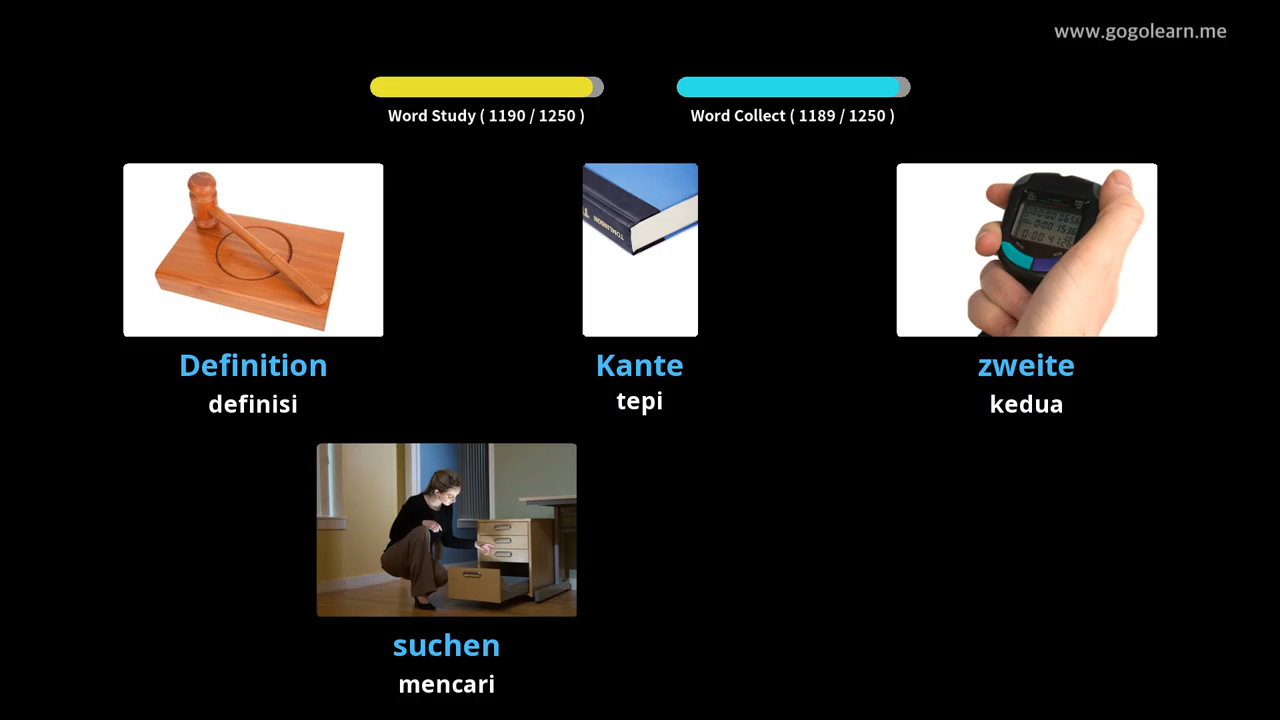 www.gogolearn.me
Word Study ( 1190 / 1250 )
Word Collect ( 1189 / 1250 )
TOMLINSON
Definition
Kante
zweite
definisi
tepi
kedua
suchen
mencari